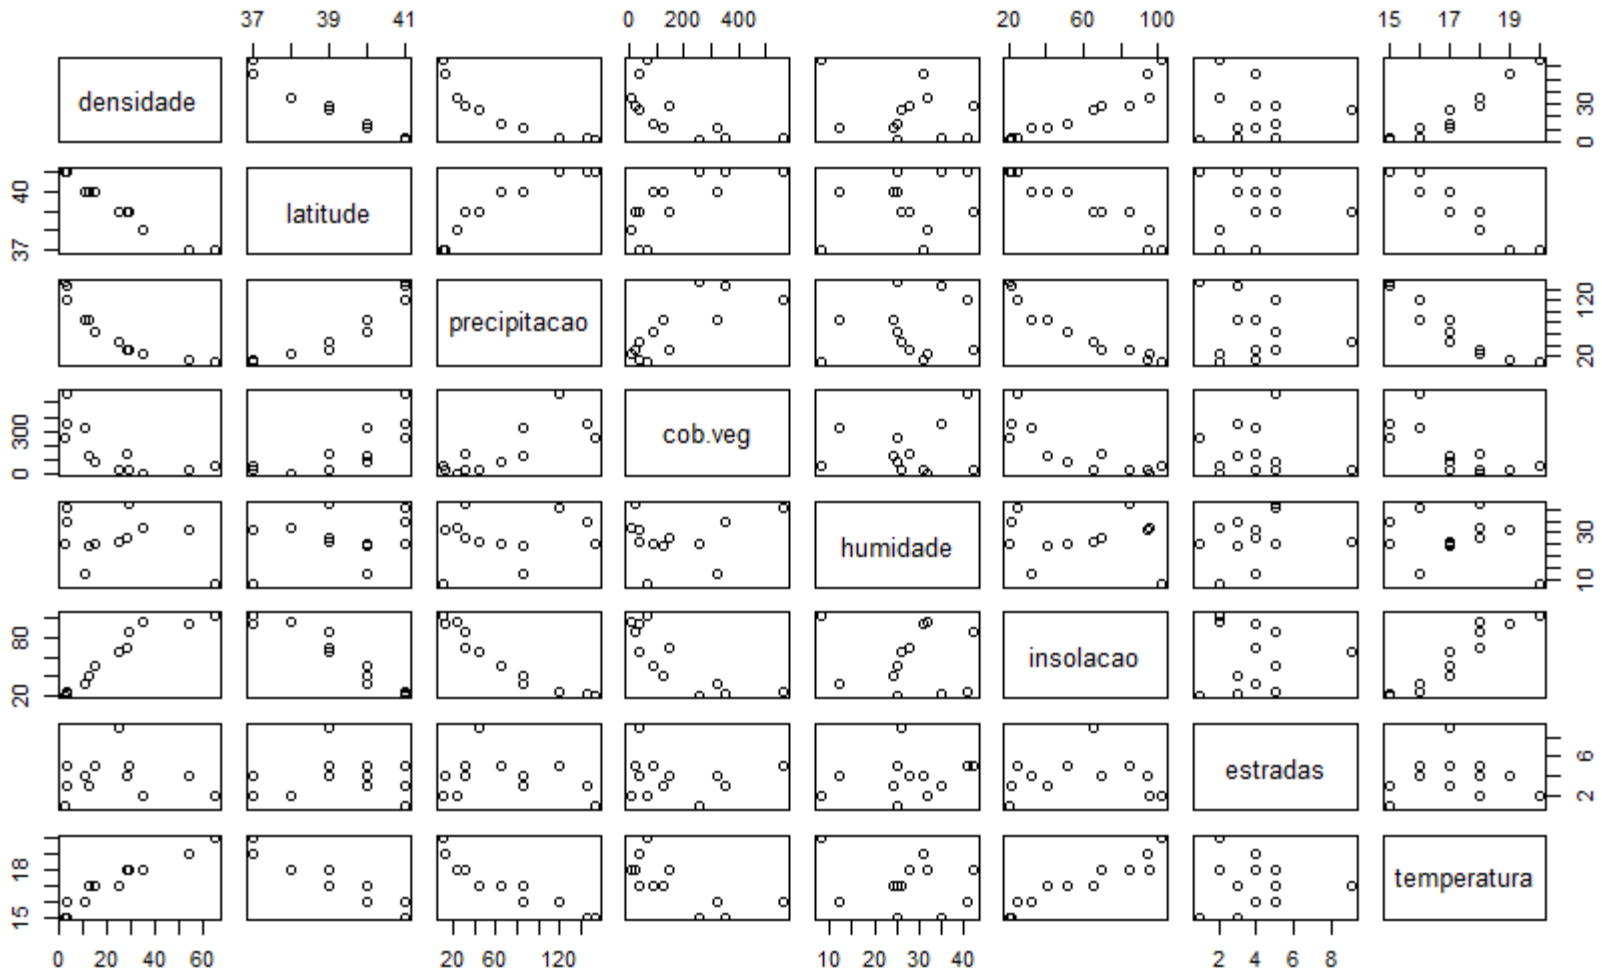 37 39 41 0 200 400 20 60 100 15 17 19
densidade 0 30
37 40 latitude
precipitacao 20 120
0 300 cob.veg
humidade 10 30
20 80 insolacao
estradas 2 6
15 18 temperatura
0 20 40 60 20 60 120 10 20 30 40 2 4 6 8